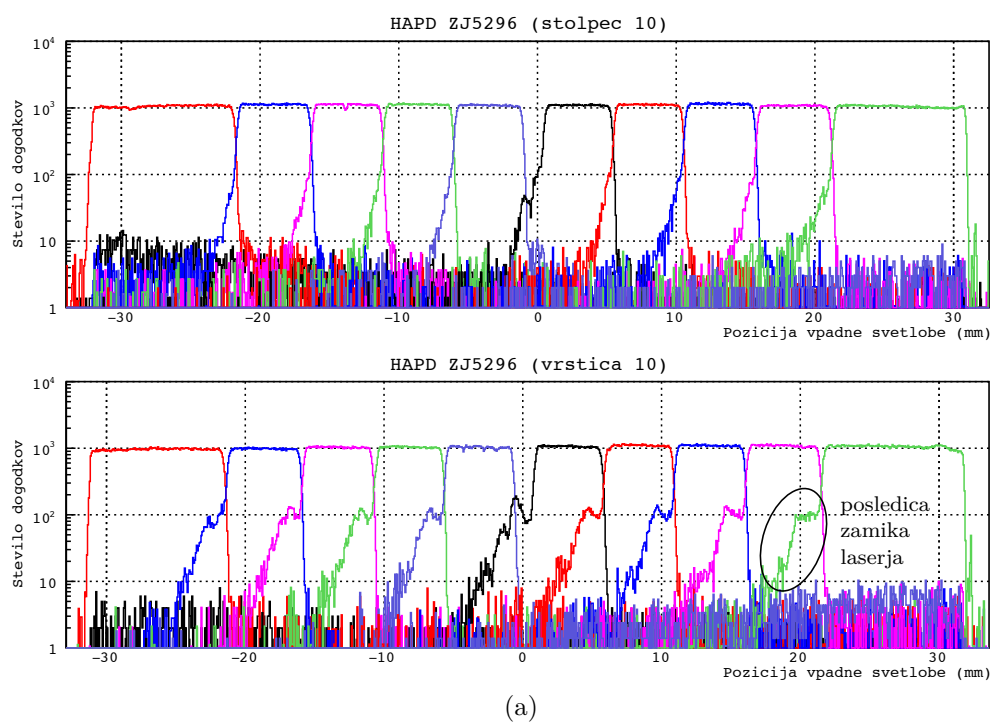 HAPD ZJ5296 (stolpec 10)
Stevilo dogodkov
10⁴
10³
10²
10
1
−30 −20 −10 0 10 20 30
Pozicija vpadne svetlobe (mm)
HAPD ZJ5296 (vrstica 10)
Stevilo dogodkov
10⁴
10³
10²
10
1
posledica
zamika
laserja
−30 −20 −10 0 10 20 30
Pozicija vpadne svetlobe (mm)
(a)